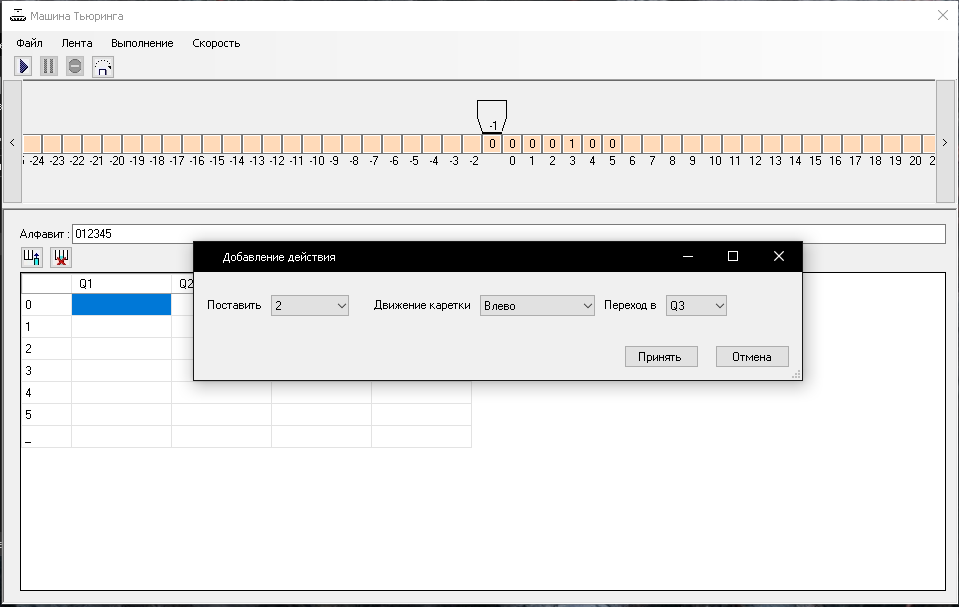 Машина Тьюринга
Файл Лента Выполнение Скорость
-1
0 0 0 0 1 0 0
-24 -23 -22 -21 -20 -19 -18 -17 -16 -15 -14 -13 -12 -11 -10 -9 -8 -7 -6 -5 -4 -3 -2 0 1 2 3 4 5 6 7 8 9 10 11 12 13 14 15 16 17 18 19 20 2
Алфавит : 012345
Добавление действия
Q1 Q2
Поставить 2 Движение каретки Влево Переход в Q3
0
1
2
Принять Отмена
3
4
5
_